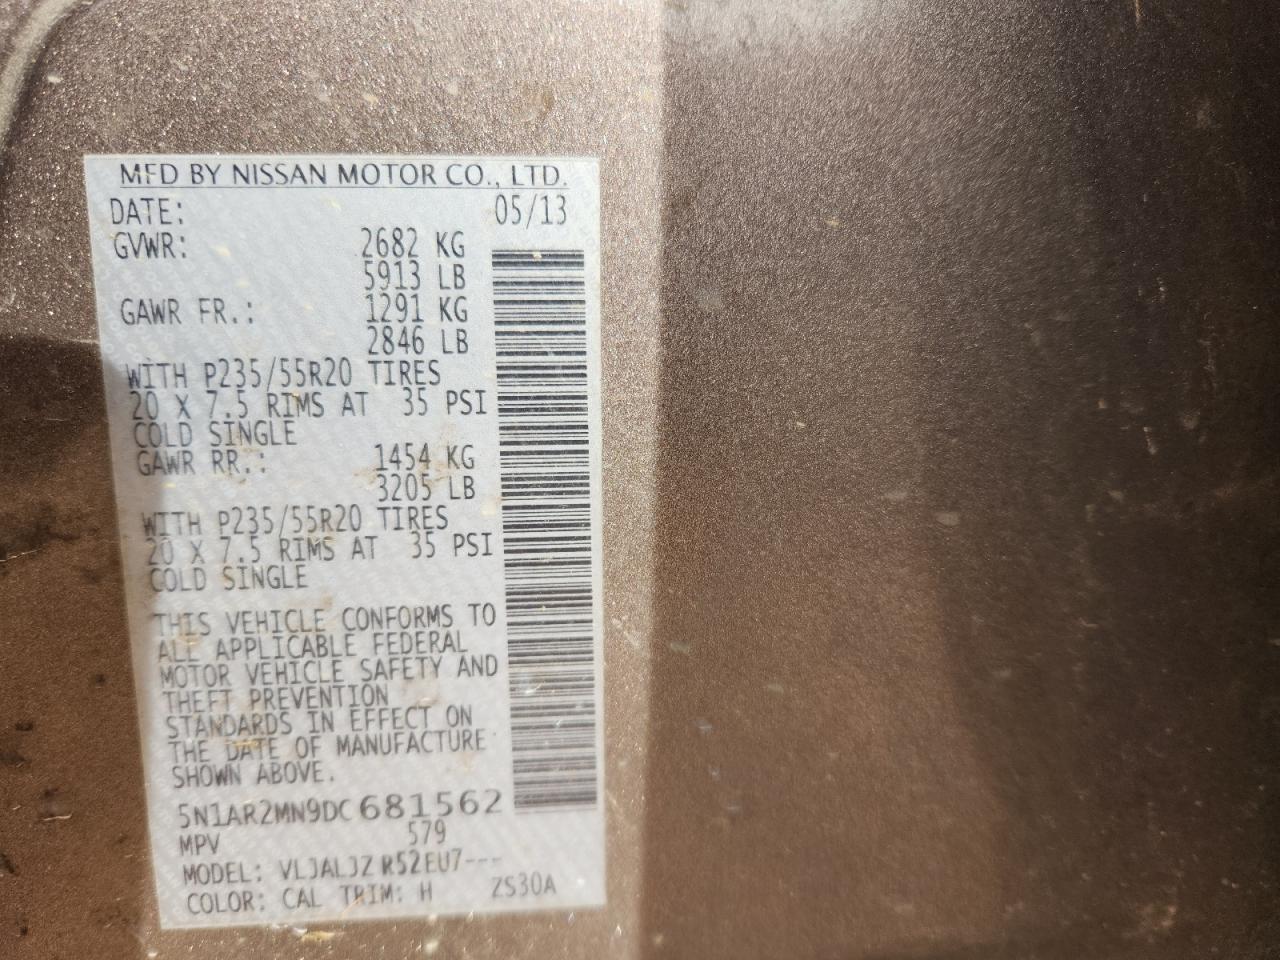 MFD BY NISSAN MOTOR CO., LTD.
DATE: 05/13
GVWR: 2682 KG
5913 LB
GAWR FR.: 1291 KG
2846 LB
WITH P235/55R20 TIRES
20 X 7.5 RIMS AT 35 PSI
COLD SINGLE
GAWR RR.: 1454 KG
3205 LB
WITH P235/55R20 TIRES
20 X 7.5 RIMS AT 35 PSI
COLD SINGLE
THIS VEHICLE CONFORMS TO
ALL APPLICABLE FEDERAL
MOTOR VEHICLE SAFETY AND
THEFT PREVENTION
STANDARDS IN EFFECT ON
THE DATE OF MANUFACTURE
SHOWN ABOVE.
5N1AR2MN9DC681562
MPV 579
MODEL: VLJALJZ R52EU7---
COLOR: CAL TRIM: H ZS30A